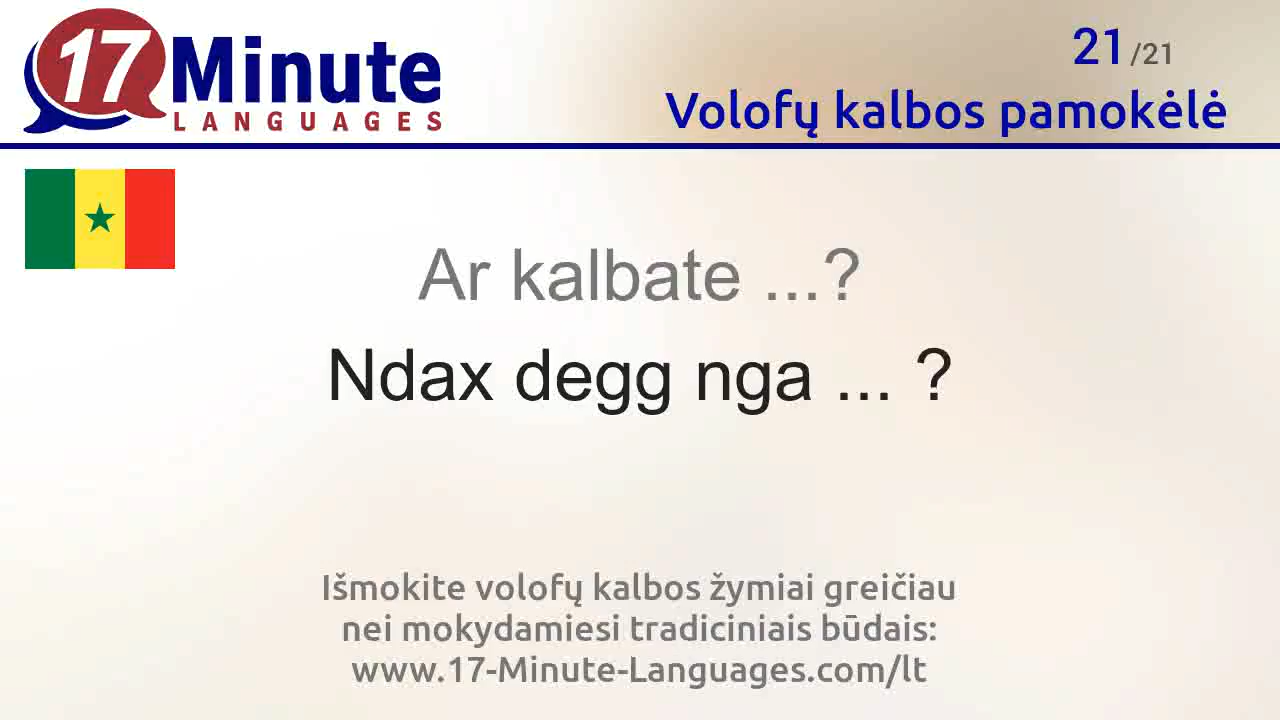 17 Minute
LANGUAGES
21/21
Volofų kalbos pamokėlė
Ar kalbate ...?
Ndax degg nga ... ?
Išmokite volofų kalbos žymiai greičiau
nei mokydamiesi tradiciniais būdais:
www.17-Minute-Languages.com/lt